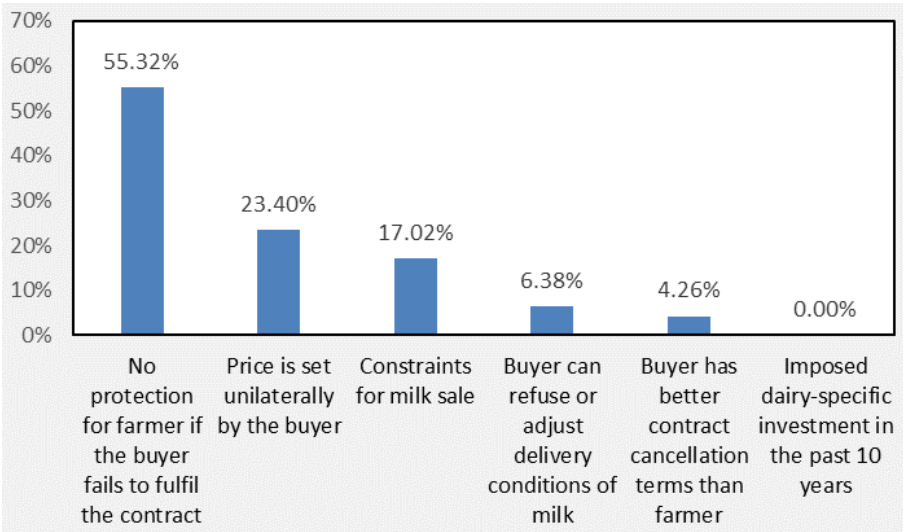 70%
60%
50%
40%
30%
20%
10%
0%
55.32%
23.40%
17.02%
6.38%
4.26%
0.00%
No
protection
for farmer if
the buyer
fails to fulfil
the contract
Price is set
unilaterally
by the buyer
Constraints
for milk sale
Buyer can
refuse or
adjust
delivery
conditions of
milk
Buyer has
better
contract
cancellation
terms than
farmer
Imposed
dairy-specific
investment in
the past 10
years